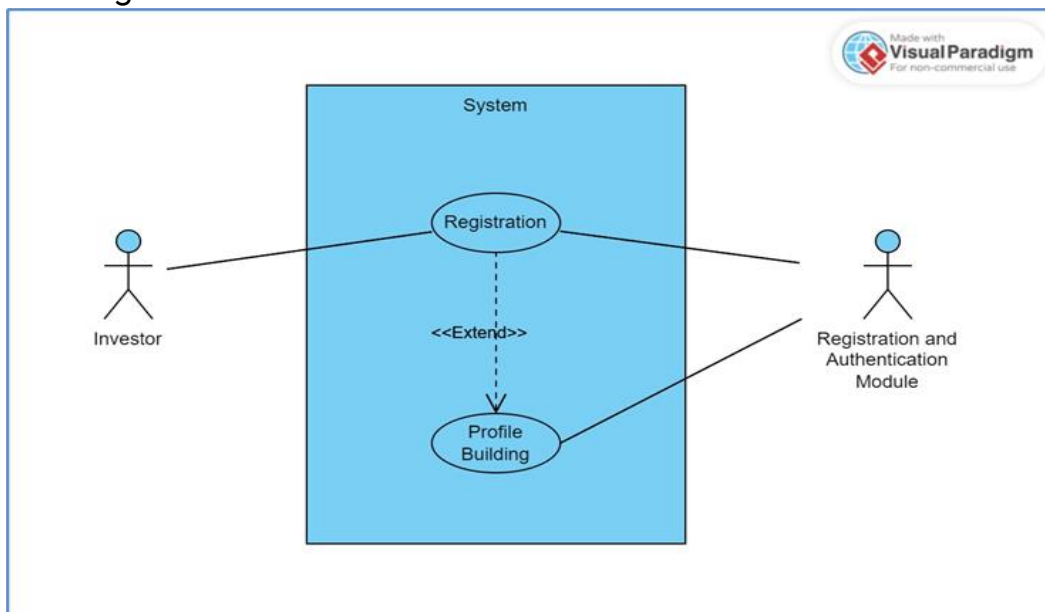 Made with
Visual Paradigm
For non-commercial use
System
Registration
Investor
<<Extend>>
Registration and
Authentication
Module
Profile
Building